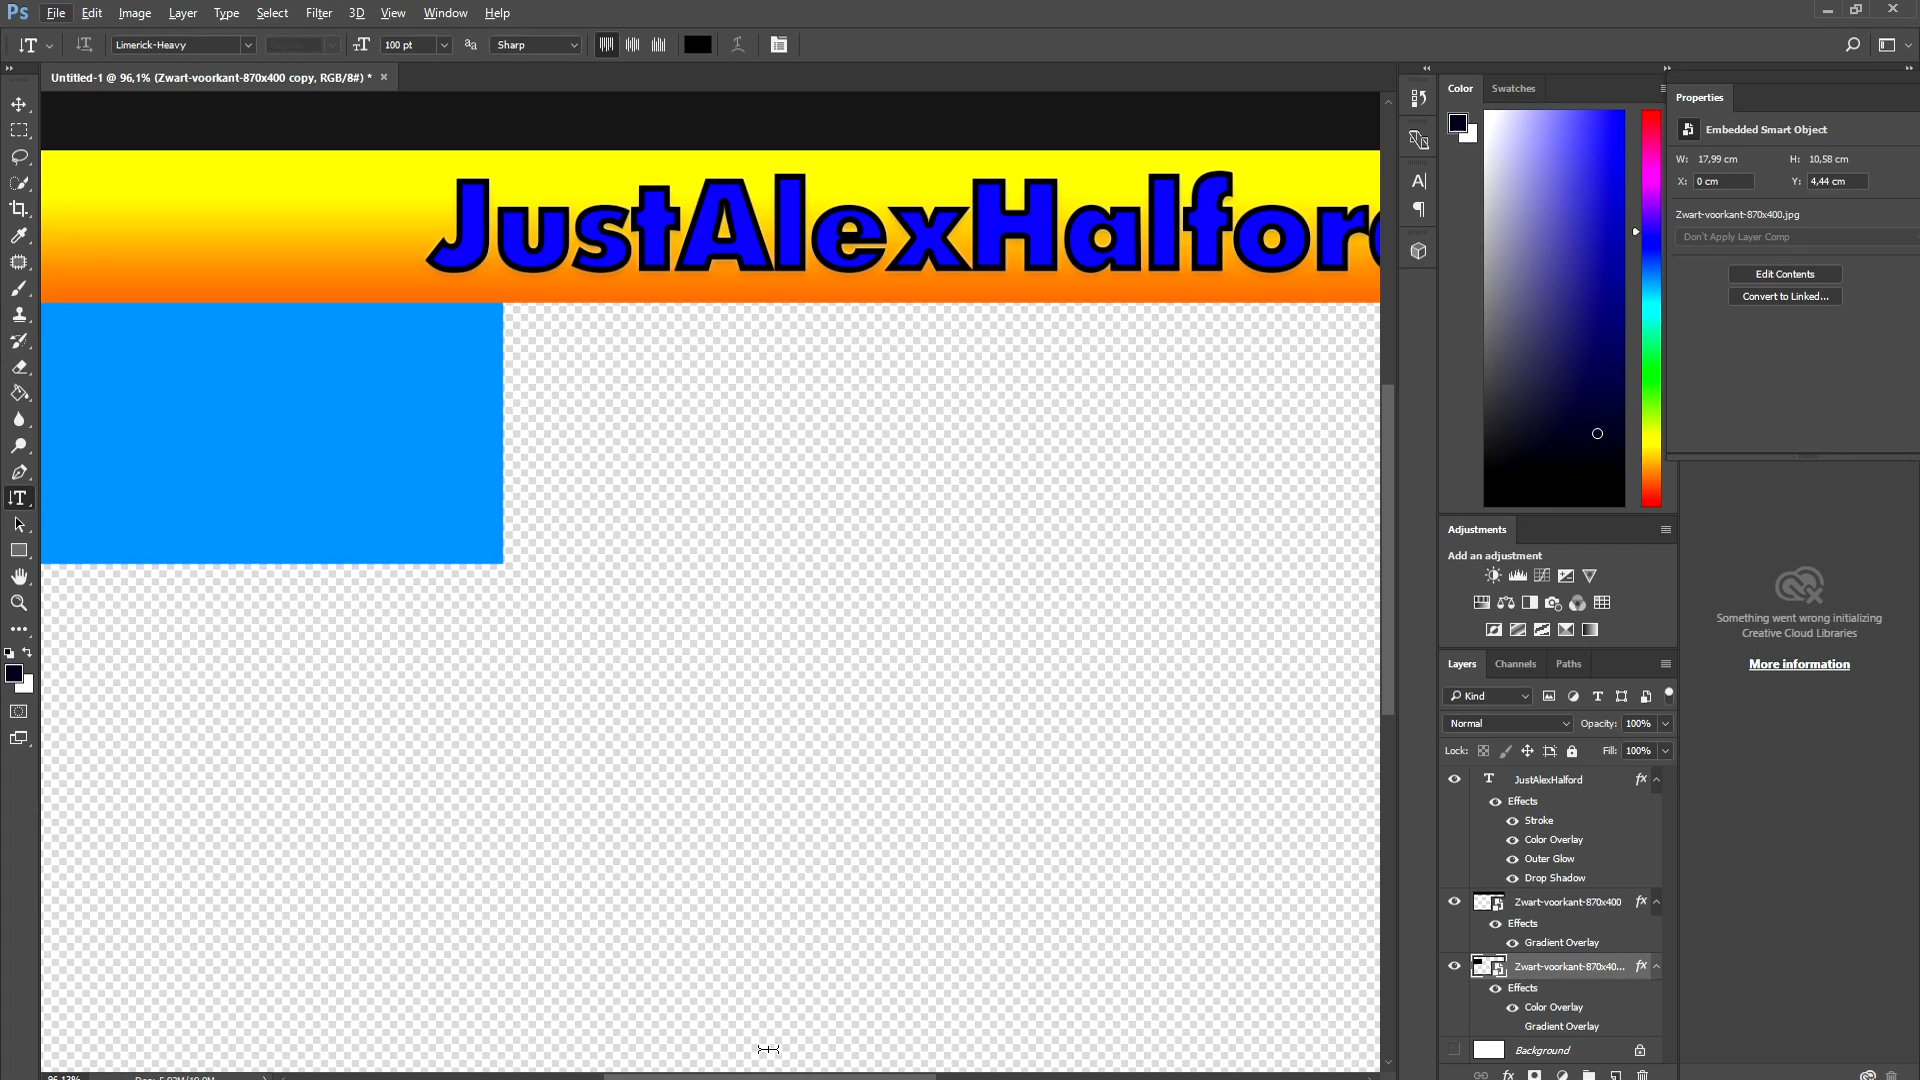 Ps File Edit Image Layer Type Select Filter 3D View Window Help
Limerick-Heavy Regular 100 pt Sharp
Untitled-1 @ 96,1% (Zwart-voorkant-870x400 copy, RGB/8#) * ×
JustAlexHalford
Color Swatches
Properties
Embedded Smart Object
W: 17,99 cm H: 10,58 cm
X: 0 cm Y: 4,44 cm
Zwart-voorkant-870x400.jpg
Don't Apply Layer Comp
Edit Contents
Convert to Linked...
Adjustments
Add an adjustment
Something went wrong initializing
Creative Cloud Libraries
More information
Layers Channels Paths
Kind
Normal Opacity: 100%
Lock: Fill: 100%
T JustAlexHalford fx
Effects
Stroke
Color Overlay
Outer Glow
Drop Shadow
Zwart-voorkant-870x400 fx
Effects
Gradient Overlay
Zwart-voorkant-870x40... fx
Effects
Color Overlay
Gradient Overlay
Background
fx